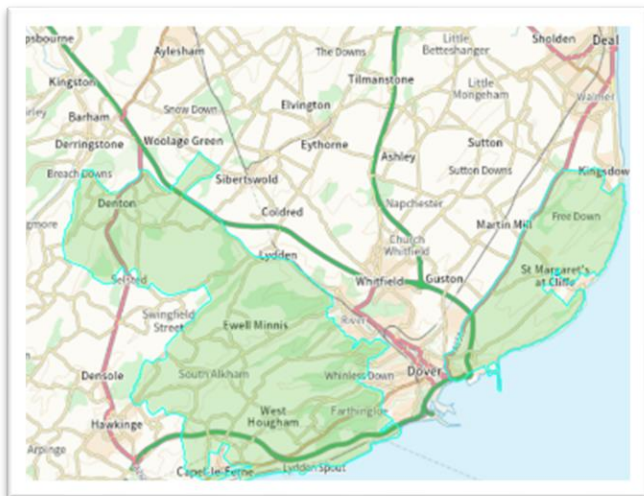 psbourne
Aylesham
The Downs
Little
Betteshanger
Sholden
Deal
Kingston
Tilmanstone
Little
Mongeham
Walmer
Barham
Snow Down
Elvington
Derringstone
Woolage Green
Eythorne
Ashley
Sutton
Breach Downs
Sibertswold
Sutton Downs
Kingsdow
Denton
Coldred
Napchester
Free Down
gmore
Church
Whitfield
Martin Mill
Lydden
St Margaret's
at Cliffe
Selsted
Whitfield
Guston
Swingfield
Street
Ewell Minnis
River
Densole
South Alkham
Whinless Down
Dover
West
Hougham
Farthingloe
Hawkinge
Arpinge
Capel-le-Ferne
Lydden Spout